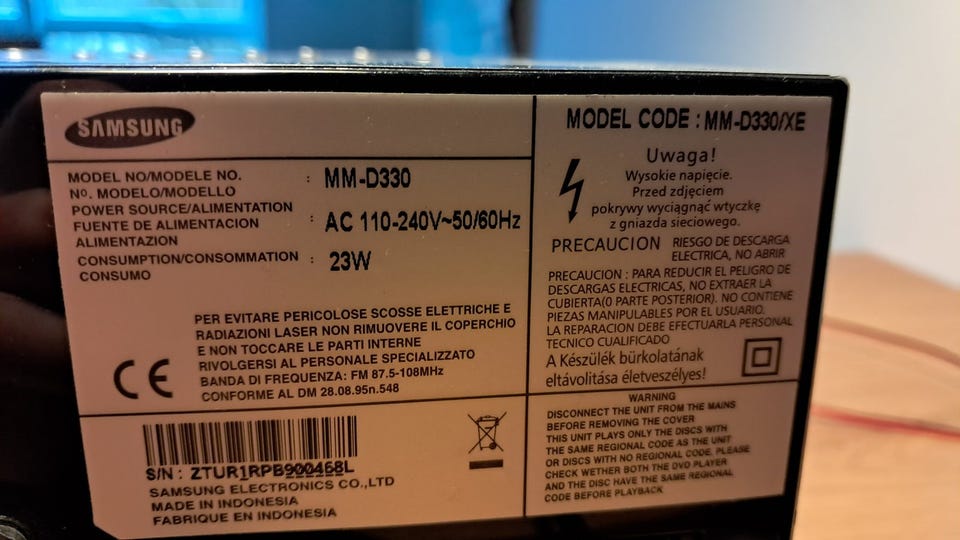 SAMSUNG
MODEL NO/MODELE NO.
Nº. MODELO/MODELLO
: MM-D330
POWER SOURCE/ALIMENTATION
FUENTE DE ALIMENTACION
ALIMENTAZION
: AC 110-240V~50/60Hz
CONSUMPTION/CONSOMMATION
CONSUMO
: 23W
PER EVITARE PERICOLOSE SCOSSE ELETTRICHE E
RADIAZIONI LASER NON RIMUOVERE IL COPERCHIO
E NON TOCCARE LE PARTI INTERNE
RIVOLGERSI AL PERSONALE SPECIALIZZATO
BANDA DI FREQUENZA: FM 87.5-108MHz
CONFORME AL DM 28.08.95n.548
CE
S/N : ZTUR1RPB900468L
SAMSUNG ELECTRONICS CO.,LTD
MADE IN INDONESIA
FABRIQUE EN INDONESIA
MODEL CODE : MM-D330/XE
Uwaga!
Wysokie napięcie.
Przed zdjęciem
pokrywy wyciągnąć wtyczkę
z gniazda sieciowego.
PRECAUCION
RIESGO DE DESCARGA
ELECTRICA, NO ABRIR
PRECAUCION : PARA REDUCIR EL PELIGRO DE
DESCARGAS ELECTRICAS, NO EXTRAER LA
CUBIERTA(0 PARTE POSTERIOR). NO CONTIENE
PIEZAS MANIPULABLES POR EL USUARIO.
LA REPARACION DEBE EFECTUARLA PERSONAL
TECNICO CUALIFICADO
A Készülék bürkolatának
eltávolitása életveszélyes!
WARNING
DISCONNECT THE UNIT FROM THE MAINS
BEFORE REMOVING THE COVER
THIS UNIT PLAYS ONLY THE DISCS WITH
THE SAME REGIONAL CODE AS THE UNIT
OR DISCS WITH NO REGIONAL CODE. PLEASE
CHECK WETHER BOTH THE DVD PLAYER
AND THE DISC HAVE THE SAME REGIONAL
CODE BEFORE PLAYBACK